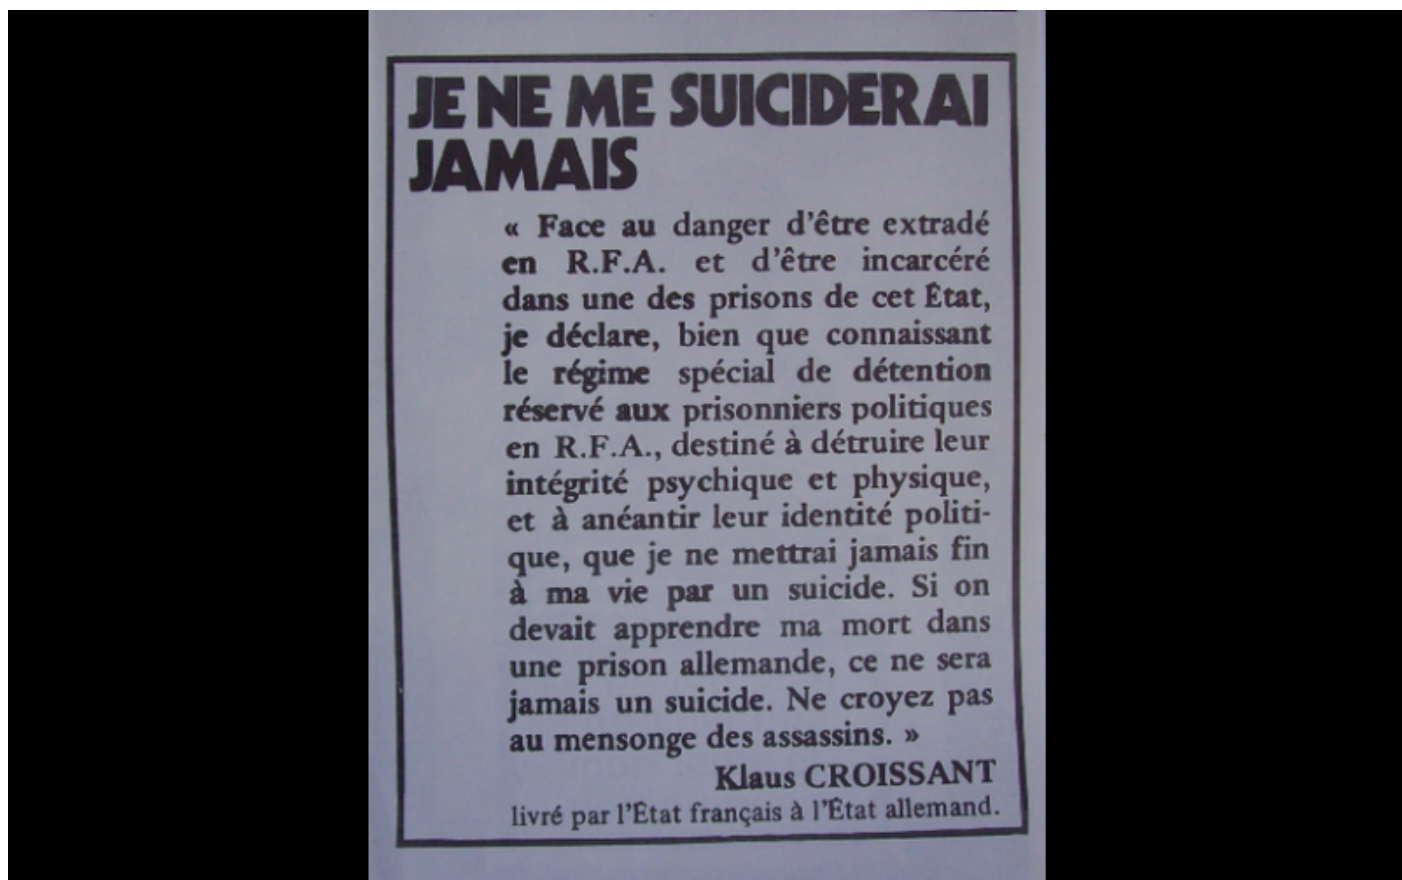 JE NE ME SUICIDERAI
JAMAIS
« Face au danger d'être extradé
en R.F.A. et d'être incarcéré
dans une des prisons de cet État,
je déclare, bien que connaissant
le régime spécial de détention
réservé aux prisonniers politiques
en R.F.A., destiné à détruire leur
intégrité psychique et physique,
et à anéantir leur identité politi-
que, que je ne mettrai jamais fin
à ma vie par un suicide. Si on
devait apprendre ma mort dans
une prison allemande, ce ne sera
jamais un suicide. Ne croyez pas
au mensonge des assassins. »
Klaus CROISSANT
livré par l'État français à l'État allemand.